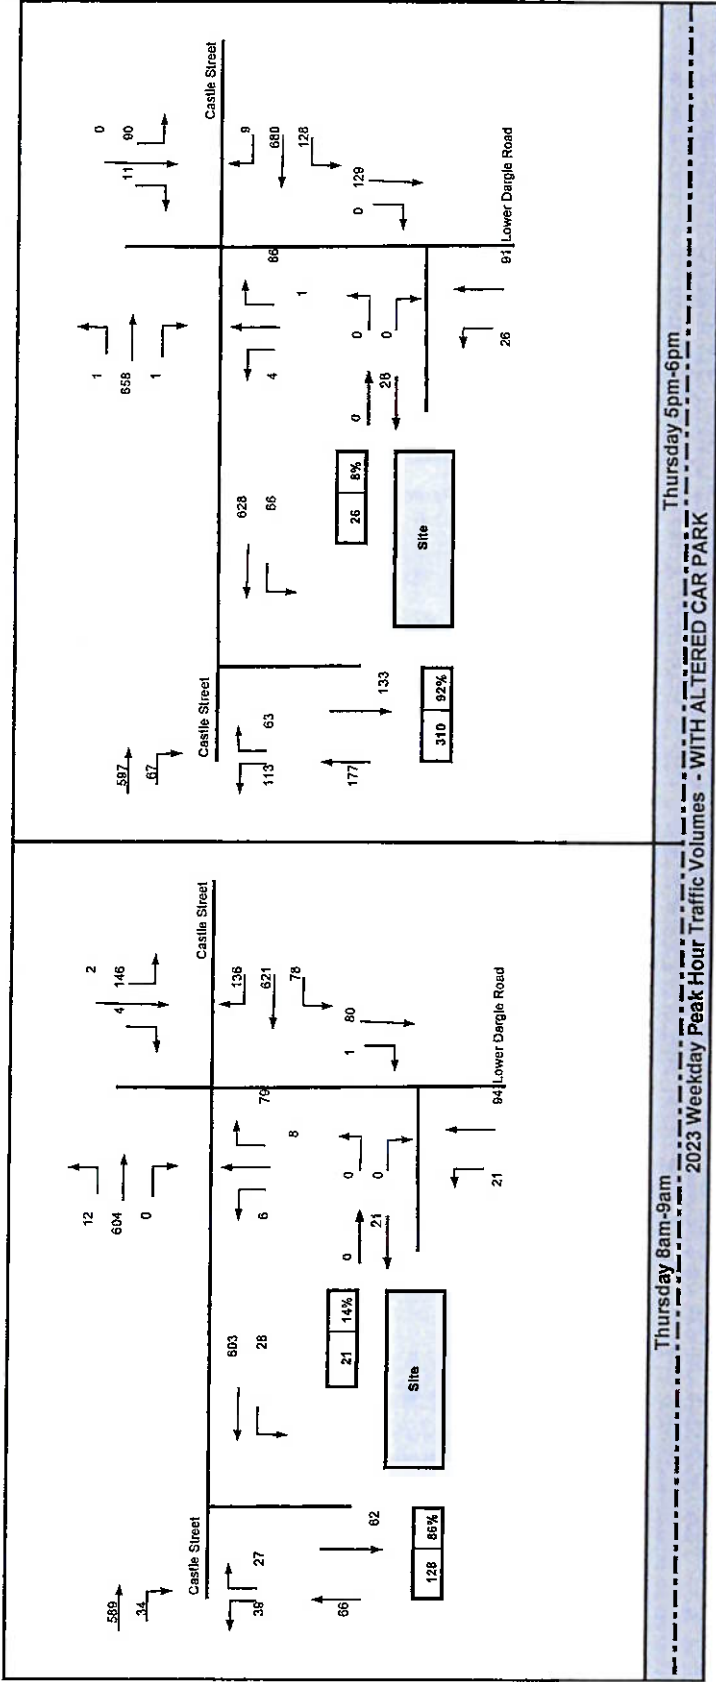 2
12 146
589 604 4
34 0
Castle Street
Castle Street
603 136
27 28 79 621
39 6 8 78
66 0 0 1 80
62 21 14% 21 0
Site
128 86%
21 94 Lower Dargle Road
0
1 90
597 658 11
67 1
Castle Street
Castle Street
628 9
63 66 66 680
113 4 1 128
177 0 0 0 129
133 26 8% 28 0
Site
310 92%
26 91 Lower Dargle Road
Thursday 8am-9am
Thursday 5pm-6pm
2023 Weekday Peak Hour Traffic Volumes - WITH ALTERED CAR PARK